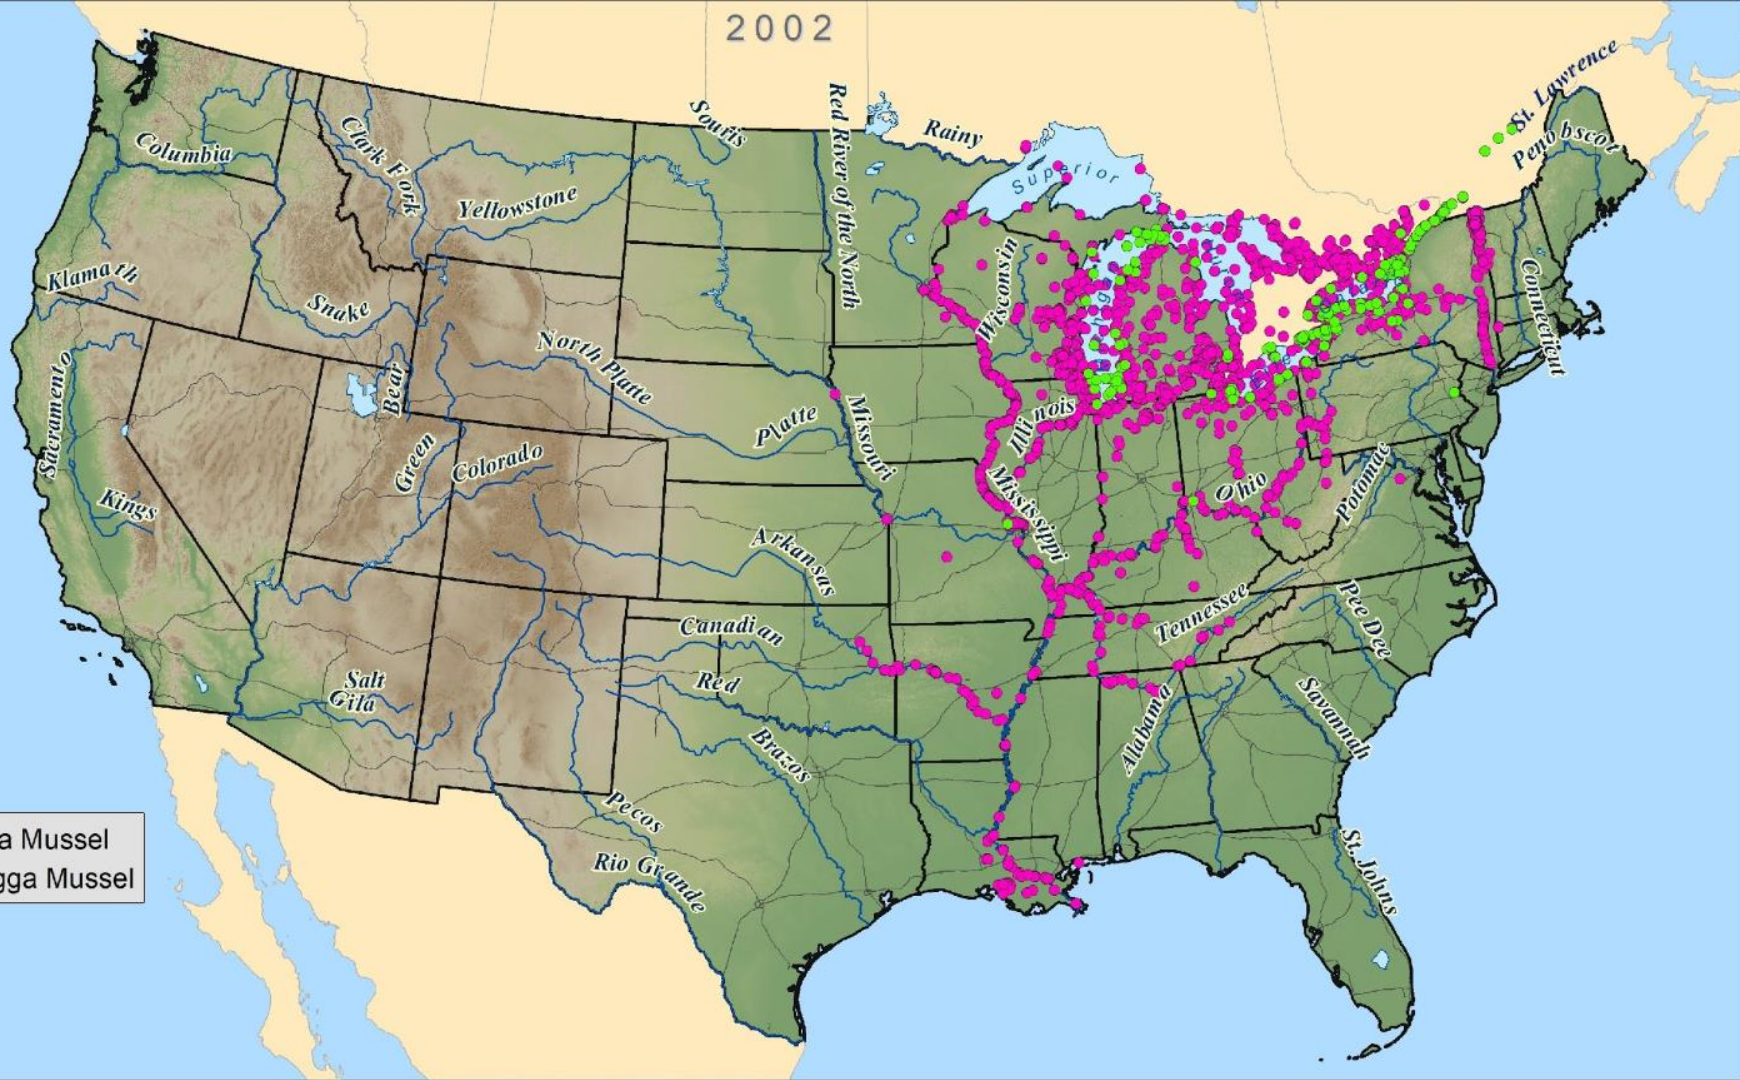 2002
St. Lawrence
Penobscot
Souris
Red River of the North
Rainy
Superior
Columbia
Clark Fork
Yellowstone
Klamath
Snake
Wisconsin
Connecticut
North Platte
Bear
Sacramento
Platte
Missouri
Illinois
Green
Colorado
Kings
Mississippi
Ohio
Potomac
Arkansas
Tennessee
Pee Dee
Canadian
Salt
Gila
Red
Alabama
Savannah
Brazos
Pecos
Rio Grande
St. Johns
a Mussel
gga Mussel